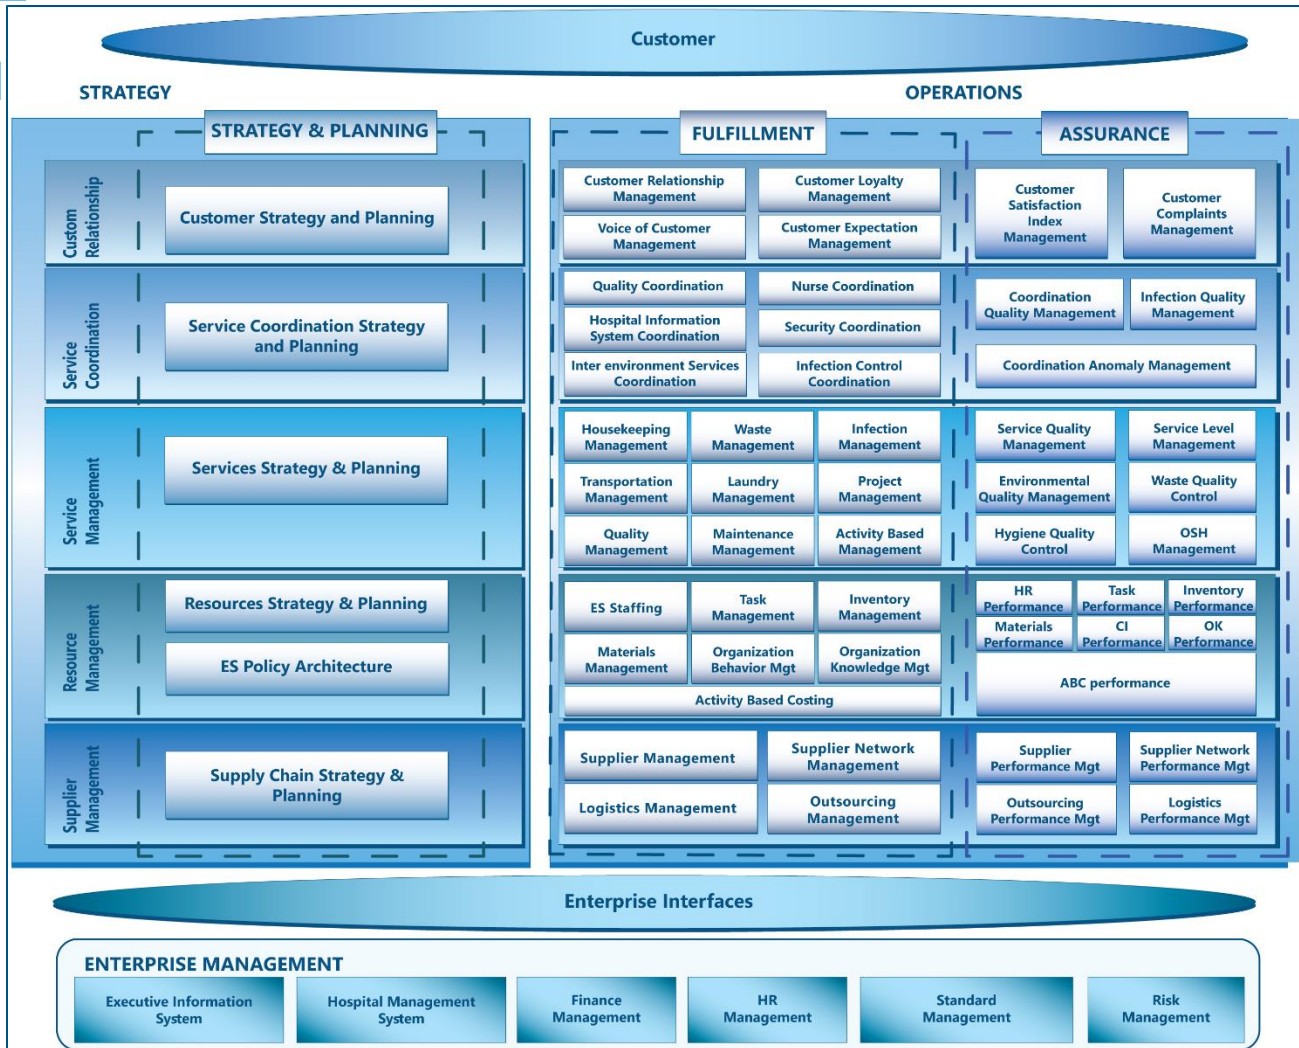 Customer
STRATEGY
OPERATIONS
STRATEGY & PLANNING
FULFILLMENT
ASSURANCE
Custom
Relationship
Customer Strategy and Planning
Customer Relationship
Management
Customer Loyalty
Management
Voice of Customer
Management
Customer Expectation
Management
Customer
Satisfaction
Index
Management
Customer
Complaints
Management
Service
Coordination
Service Coordination Strategy
and Planning
Quality Coordination
Nurse Coordination
Hospital Information
System Coordination
Security Coordination
Inter environment Services
Coordination
Infection Control
Coordination
Coordination
Quality Management
Infection Quality
Management
Coordination Anomaly Management
Service
Management
Services Strategy & Planning
Housekeeping
Management
Waste
Management
Infection
Management
Transportation
Management
Laundry
Management
Project
Management
Quality
Management
Maintenance
Management
Activity Based
Management
Service Quality
Management
Service Level
Management
Environmental
Quality Management
Waste Quality
Control
Hygiene Quality
Control
OSH
Management
Resource
Management
Resources Strategy & Planning
ES Policy Architecture
ES Staffing
Task
Management
Inventory
Management
Materials
Management
Organization
Behavior Mgt
Organization
Knowledge Mgt
Activity Based Costing
HR
Performance
Task
Performance
Inventory
Performance
Materials
Performance
CI
Performance
OK
Performance
ABC performance
Supplier
Management
Supply Chain Strategy &
Planning
Supplier Management
Supplier Network
Management
Logistics Management
Outsourcing
Management
Supplier
Performance Mgt
Supplier Network
Performance Mgt
Outsourcing
Performance Mgt
Logistics
Performance Mgt
Enterprise Interfaces
ENTERPRISE MANAGEMENT
Executive Information
System
Hospital Management
System
Finance
Management
HR
Management
Standard
Management
Risk
Management